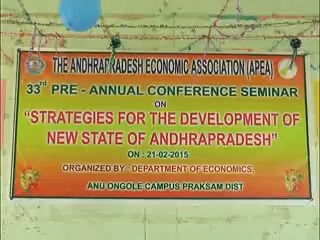 THE ANDHRAPRADESH ECONOMIC ASSOCIATION (APEA)
33rd PRE - ANNUAL CONFERENCE SEMINAR
ON
"STRATEGIES FOR THE DEVELOPMENT OF
NEW STATE OF ANDHRAPRADESH"
ON : 21-02-2015
ORGANIZED BY : DEPARTMENT OF ECONOMICS,
ANU ONGOLE CAMPUS PRAKSAM DIST